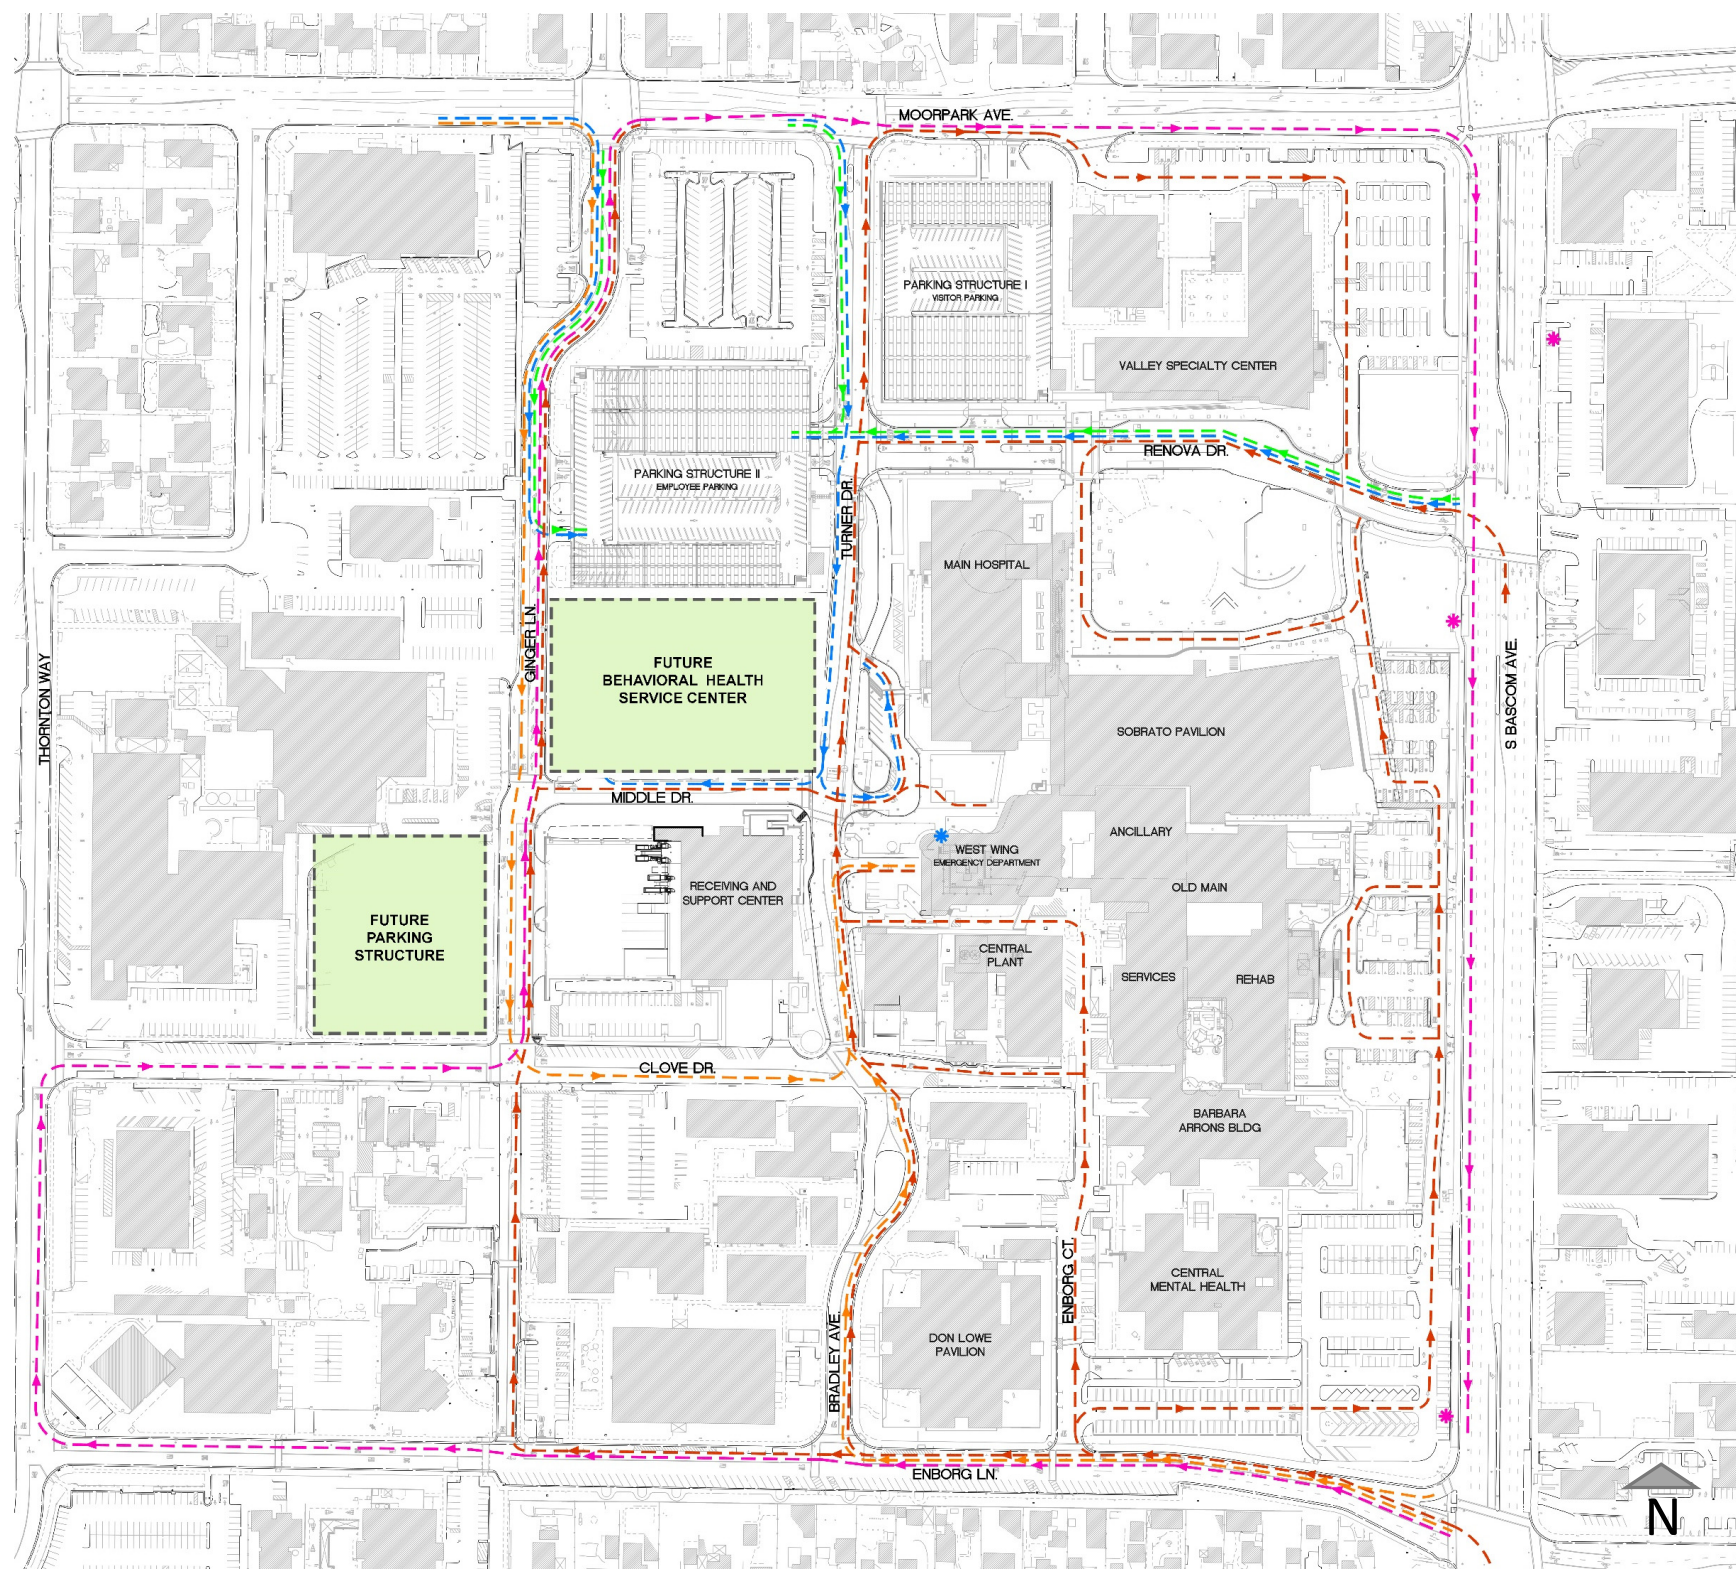 MOORPARK AVE.
PARKING STRUCTURE I
VISITOR PARKING
VALLEY SPECIALTY CENTER
RENOVA DR.
PARKING STRUCTURE II
EMPLOYEE PARKING
TURNER DR.
MAIN HOSPITAL
GINGER LN.
FUTURE
BEHAVIORAL HEALTH
SERVICE CENTER
THORNTON WAY
S BASCOM AVE.
SOBRATO PAVILION
MIDDLE DR.
ANCILLARY
WEST WING
EMERGENCY DEPARTMENT
OLD MAIN
RECEIVING AND
SUPPORT CENTER
FUTURE
PARKING
STRUCTURE
CENTRAL
PLANT
SERVICES
REHAB
CLOVE DR.
BARBARA
ARRONS BLDG
ENBORG CT.
CENTRAL
MENTAL HEALTH
BRADLEY AVE.
DON LOWE
PAVILION
ENBORG LN.
N